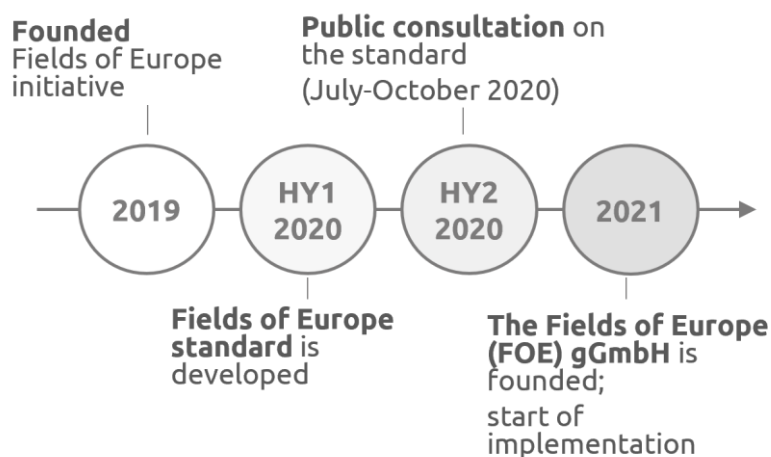 Founded
Fields of Europe
initiative
Public consultation on
the standard
(July-October 2020)
2019
HY1
2020
HY2
2020
2021
Fields of Europe
standard is
developed
The Fields of Europe
(FOE) gGmbH is
founded;
start of
implementation